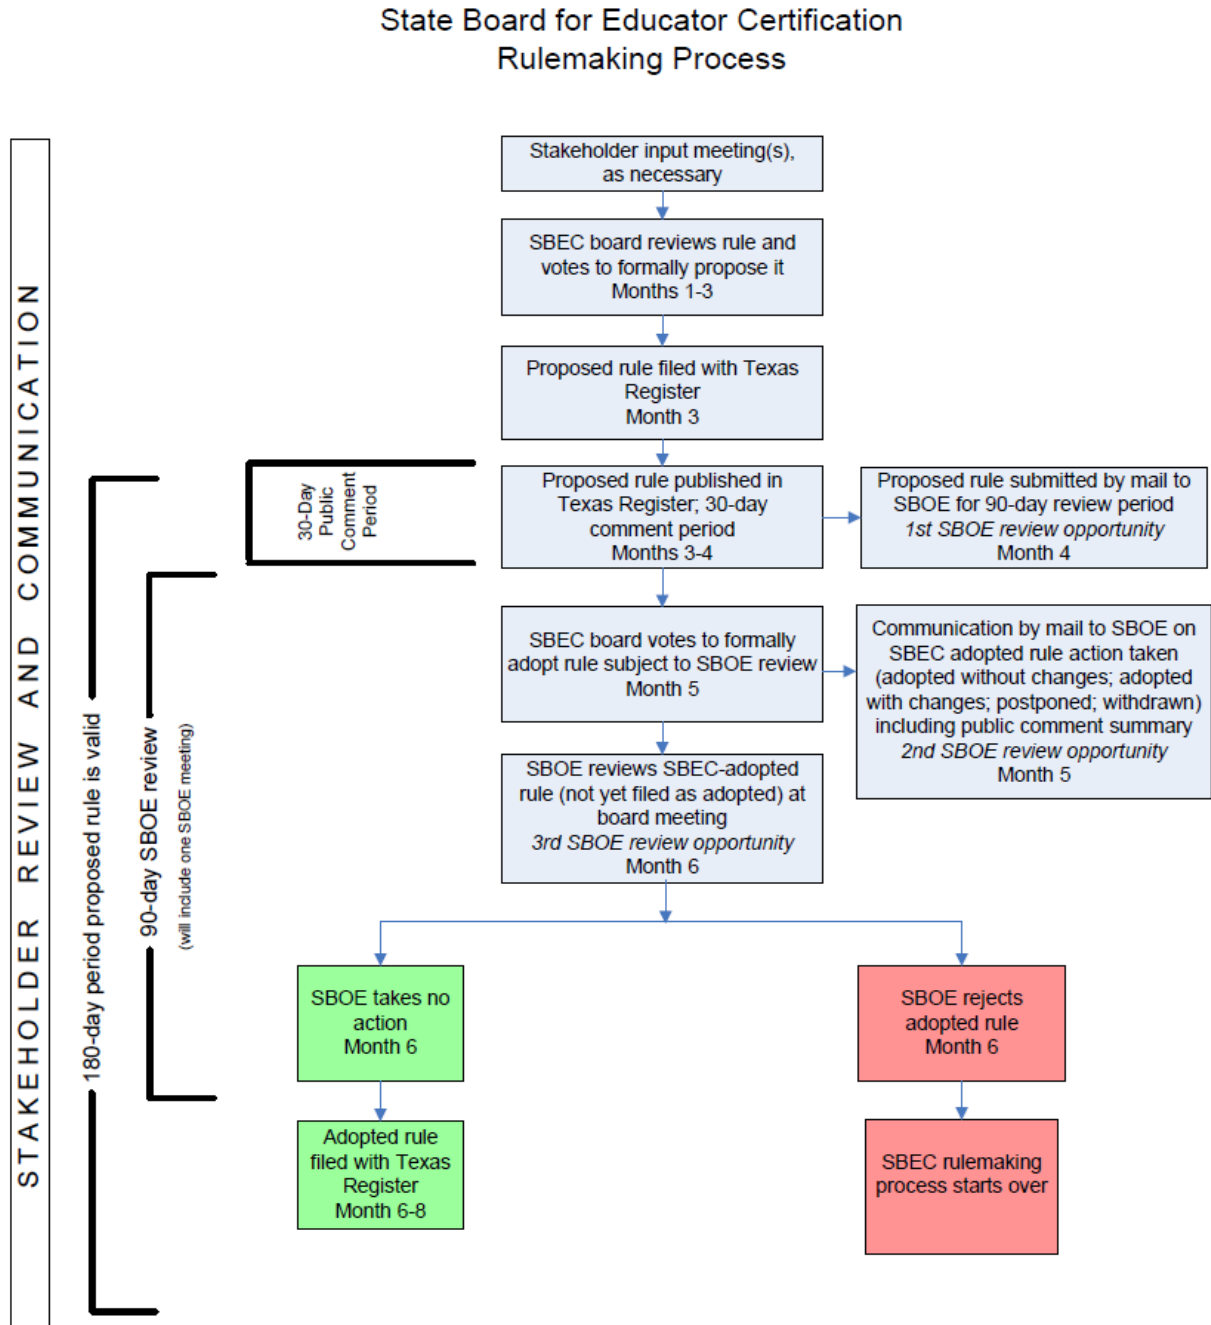 State Board for Educator Certification
Rulemaking Process
STAKEHOLDER REVIEW AND COMMUNICATION
Stakeholder input meeting(s),
as necessary
SBEC board reviews rule and
votes to formally propose it
Months 1-3
Proposed rule filed with Texas
Register
Month 3
180-day period proposed rule is valid
90-day SBOE review
(will include one SBOE meeting)
30-Day
Public
Comment
Period
Proposed rule published in
Texas Register; 30-day
comment period
Months 3-4
Proposed rule submitted by mail to
SBOE for 90-day review period
1st SBOE review opportunity
Month 4
SBEC board votes to formally
adopt rule subject to SBOE review
Month 5
Communication by mail to SBOE on
SBEC adopted rule action taken
(adopted without changes; adopted
with changes; postponed; withdrawn)
including public comment summary
2nd SBOE review opportunity
Month 5
SBOE reviews SBEC-adopted
rule (not yet filed as adopted) at
board meeting
3rd SBOE review opportunity
Month 6
SBOE takes no
action
Month 6
SBOE rejects
adopted rule
Month 6
Adopted rule
filed with Texas
Register
Month 6-8
SBEC rulemaking
process starts over